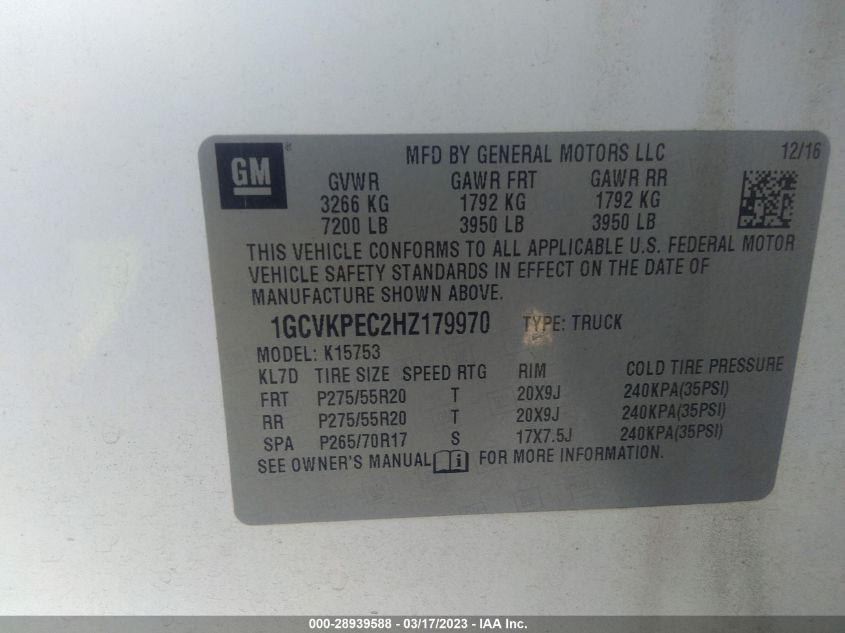 GM ® MFD BY GENERAL MOTORS LLC 12/16
GVWR GAWR FRT GAWR RR
3266 KG 1792 KG 1792 KG
7200 LB 3950 LB 3950 LB
THIS VEHICLE CONFORMS TO ALL APPLICABLE U.S. FEDERAL MOTOR
VEHICLE SAFETY STANDARDS IN EFFECT ON THE DATE OF
MANUFACTURE SHOWN ABOVE.
1GCVKPEC2HZ179970 TYPE: TRUCK
MODEL: K15753
KL7D TIRE SIZE SPEED RTG RIM COLD TIRE PRESSURE
FRT P275/55R20 T 20X9J 240KPA(35PSI)
RR P275/55R20 T 20X9J 240KPA(35PSI)
SPA P265/70R17 S 17X7.5J 240KPA(35PSI)
SEE OWNER'S MANUAL i FOR MORE INFORMATION.
000-28939588 - 03/17/2023 - IAA Inc.